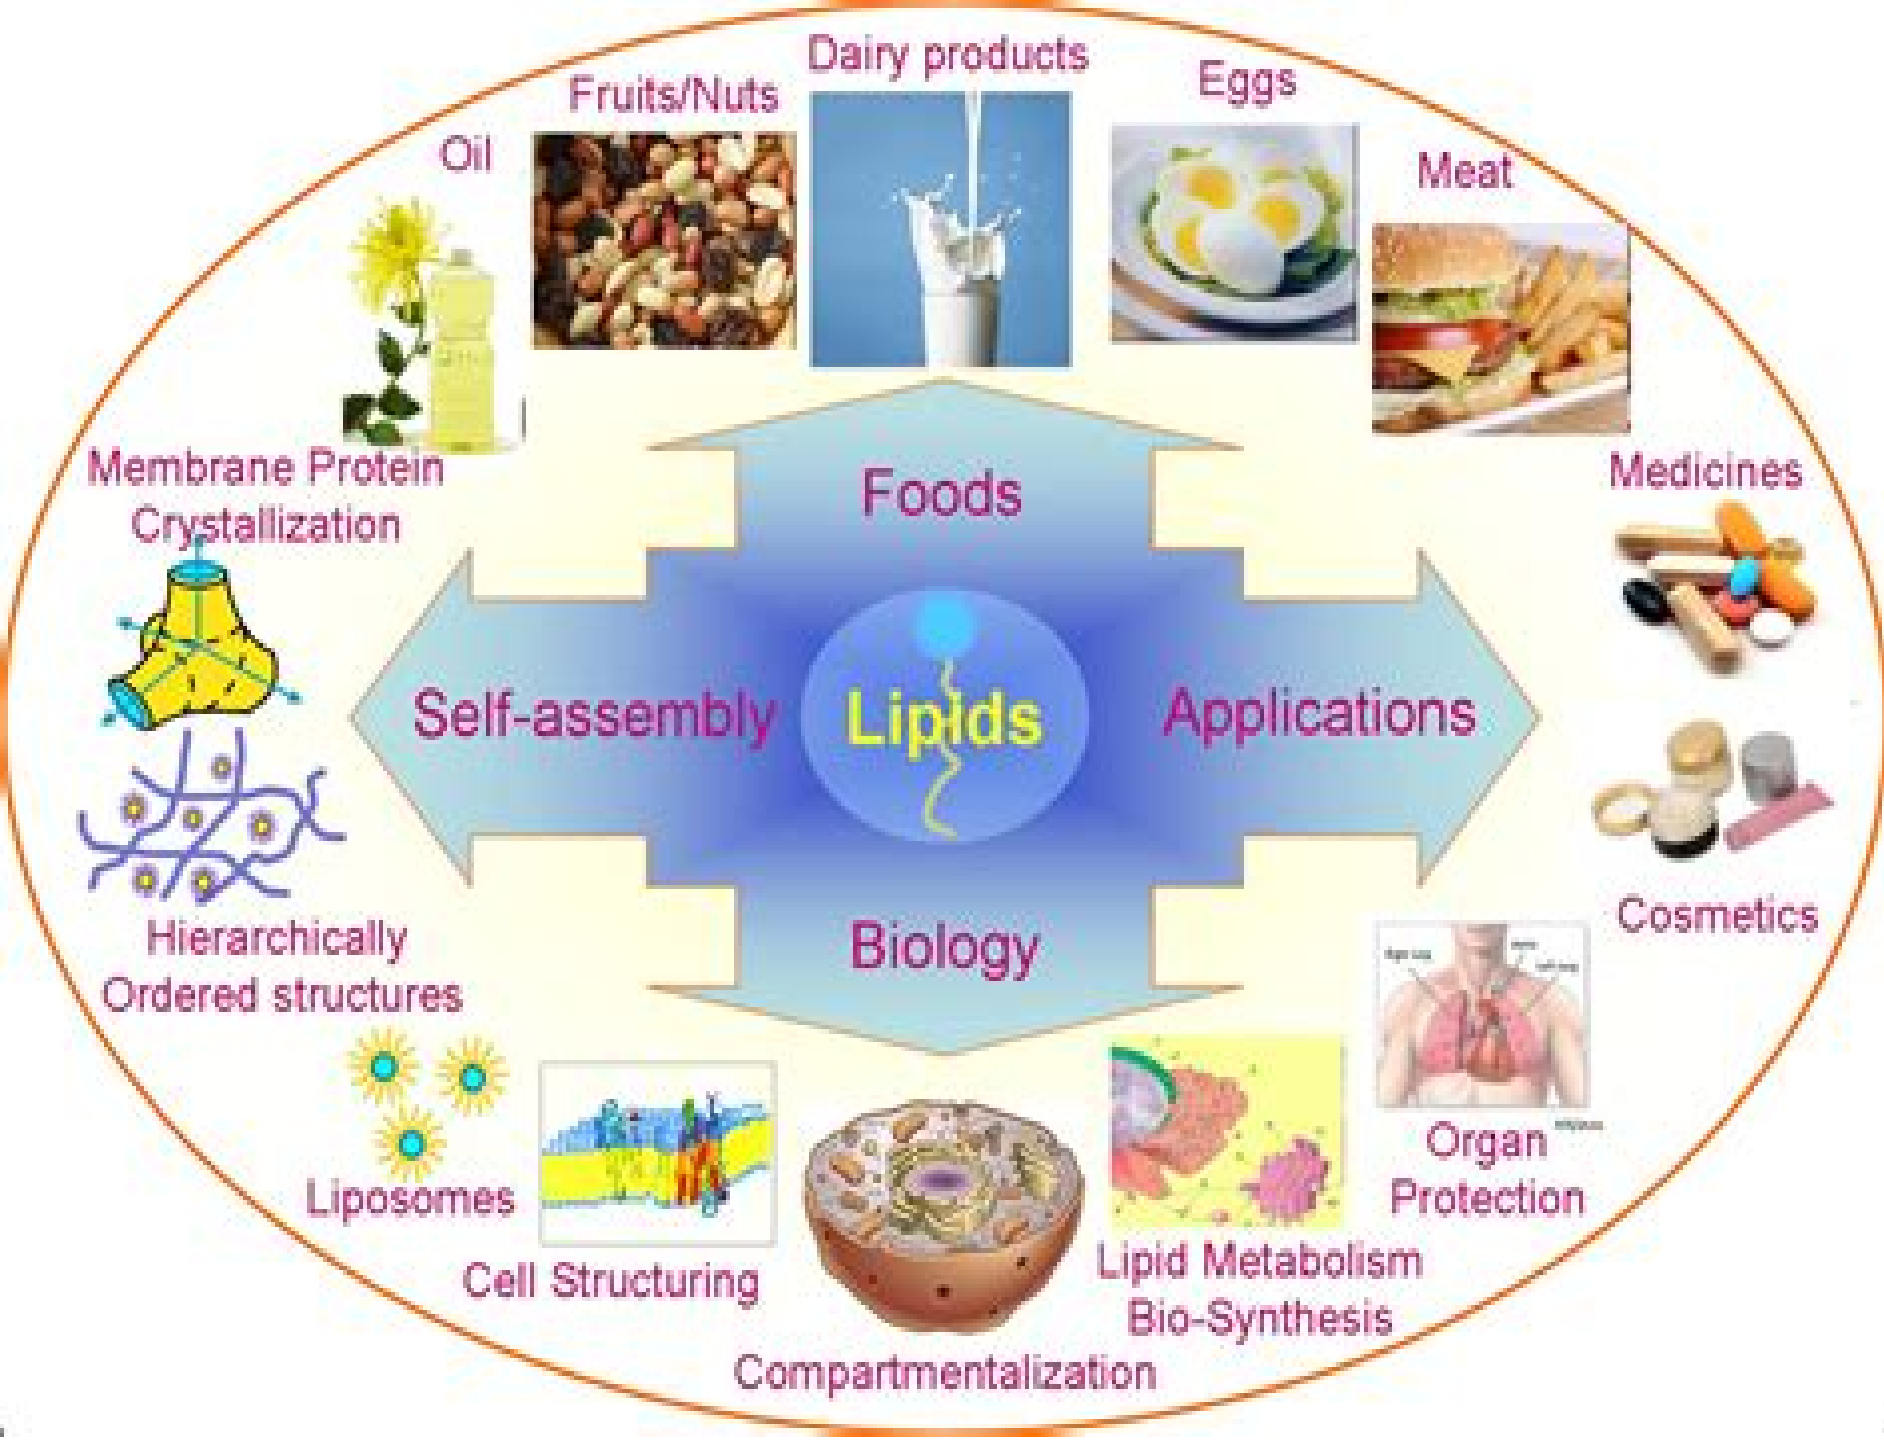 Dairy products
Fruits/Nuts
Eggs
Oil
Meat
Membrane Protein
Crystallization
Foods
Medicines
Self-assembly
Lipids
Applications
Hierarchically
Ordered structures
Biology
Cosmetics
Liposomes
Cell Structuring
Compartmentalization
Lipid Metabolism
Bio-Synthesis
Organ
Protection